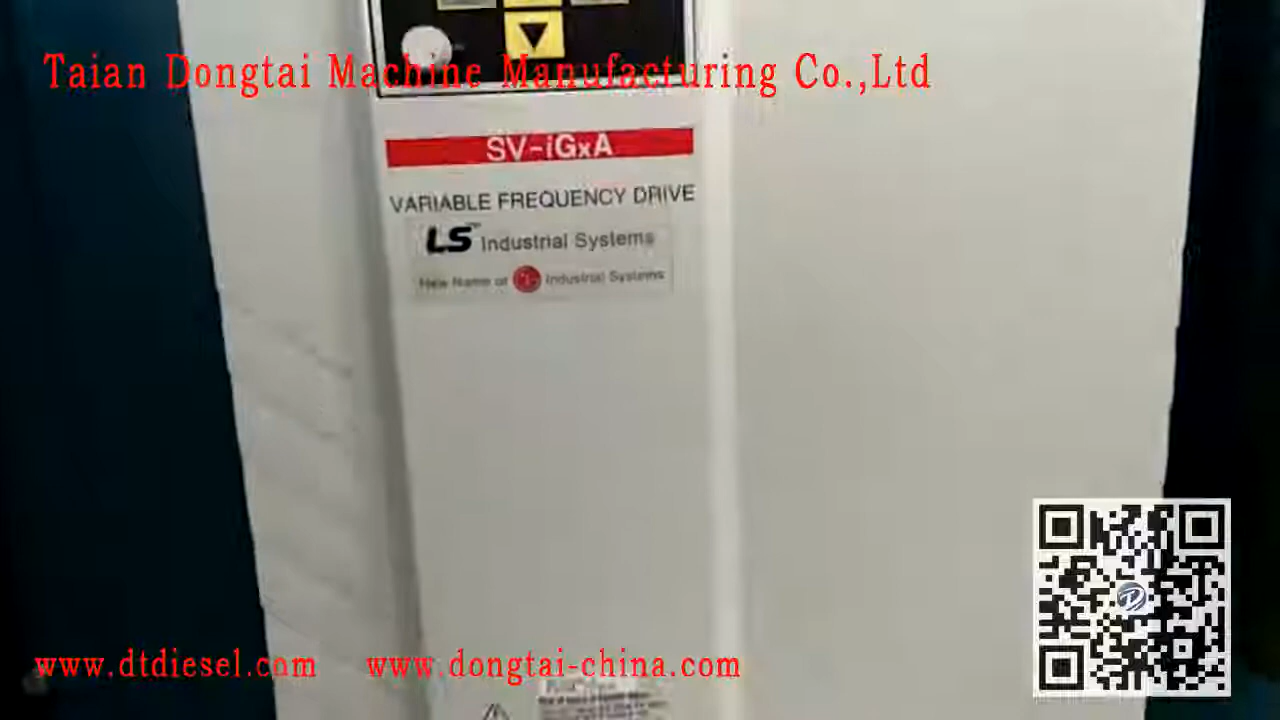 Taian Dongtai Machine Manufacturing Co.,Ltd
SV-iGxA
VARIABLE FREQUENCY DRIVE
LS Industrial Systems
New Name of LG Industrial Systems
www.dtdiesel.com www.dongtai-china.com